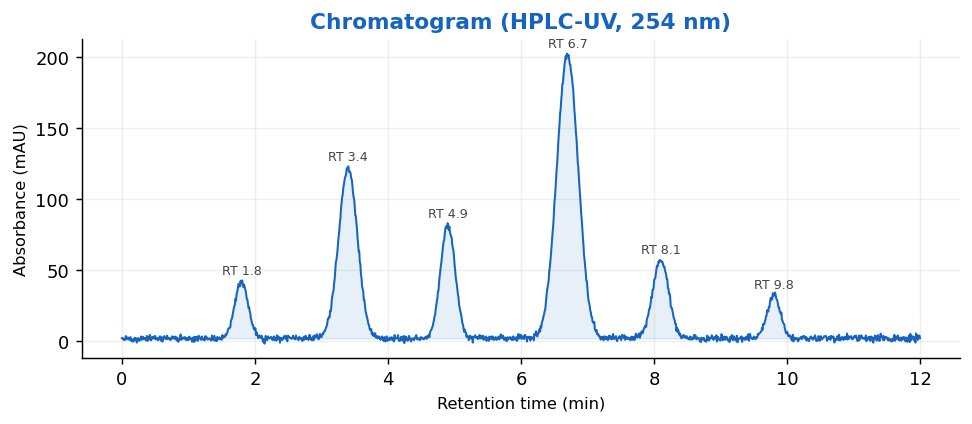 Chromatogram (HPLC-UV, 254 nm)
RT 6.7
200
RT 3.4
150
RT 4.9
100
RT 8.1
RT 1.8
RT 9.8
50
0
Absorbance (mAU)
0 2 4 6 8 10 12
Retention time (min)